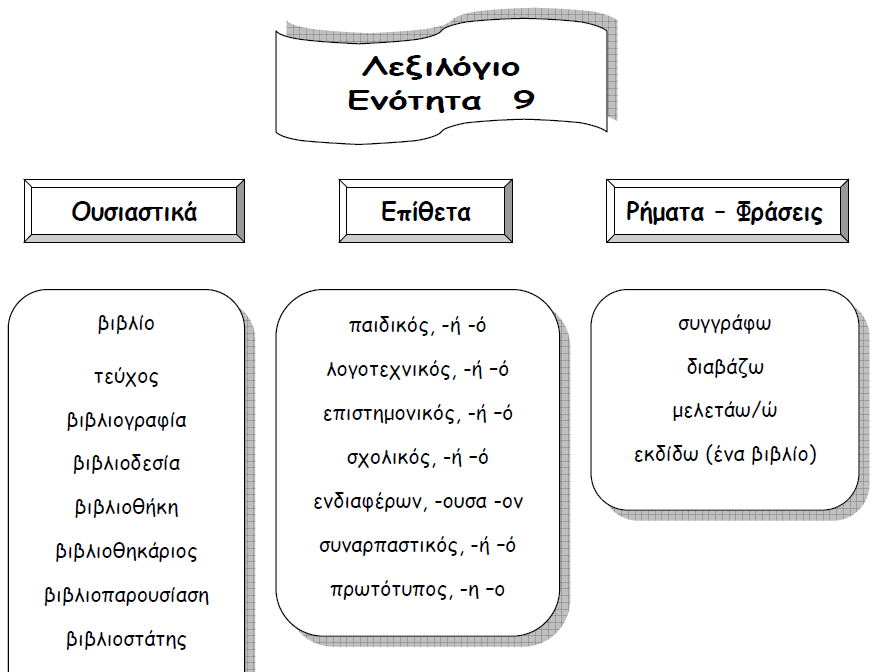 Λεξιλόγιο
Ενότητα 9
Ουσιαστικά
Επίθετα
Ρήματα - Φράσεις
βιβλίο
τεύχος
βιβλιογραφία
βιβλιοδεσία
βιβλιοθήκη
βιβλιοθηκάριος
βιβλιοπαρουσίαση
βιβλιοστάτης
παιδικός, -ή -ό
λογοτεχνικός, -ή -ό
επιστημονικός, -ή -ό
σχολικός, -ή -ό
ενδιαφέρων, -ουσα -ον
συναρπαστικός, -ή -ό
πρωτότυπος, -η -ο
συγγράφω
διαβάζω
μελετάω/ώ
εκδίδω (ένα βιβλίο)